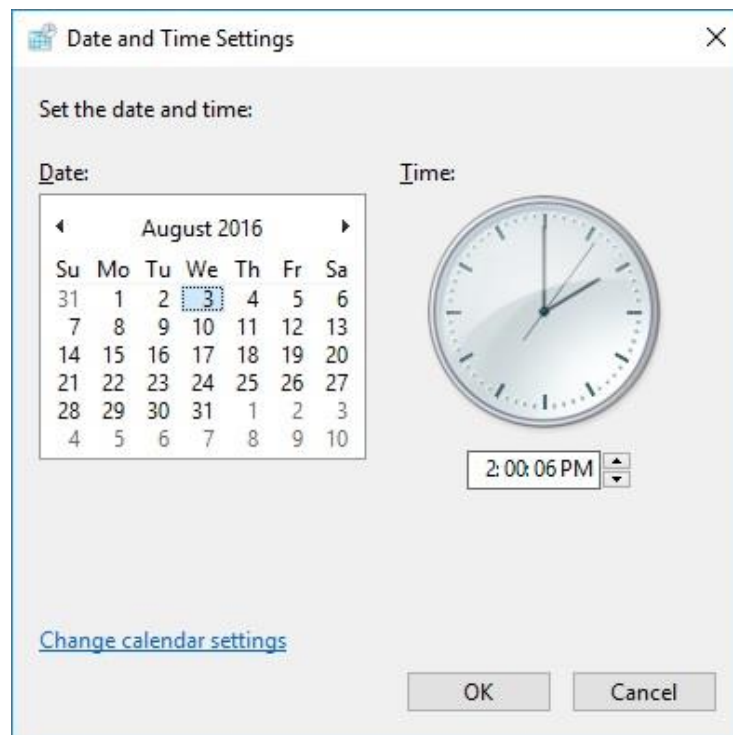 Date and Time Settings
Set the date and time:
Date:
Time:
August 2016
Su Mo Tu We Th Fr Sa
31 1 2 3 4 5 6
7 8 9 10 11 12 13
14 15 16 17 18 19 20
21 22 23 24 25 26 27
28 29 30 31 1 2 3
4 5 6 7 8 9 10
2:00:06 PM
Change calendar settings
OK
Cancel